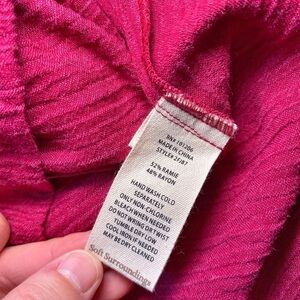 RN# 101206
MADE IN CHINA
STYLE# 2FI87
52% RAMIE
48% RAYON
HAND WASH COLD
SEPARATELY
ONLY NON-CHLORINE
BLEACH WHEN NEEDED
DO NOT WRING OR TWIST
TUMBLE DRY LOW
COOL IRON IF NEEDED
MAY BE DRY CLEANED
Soft Surroundings